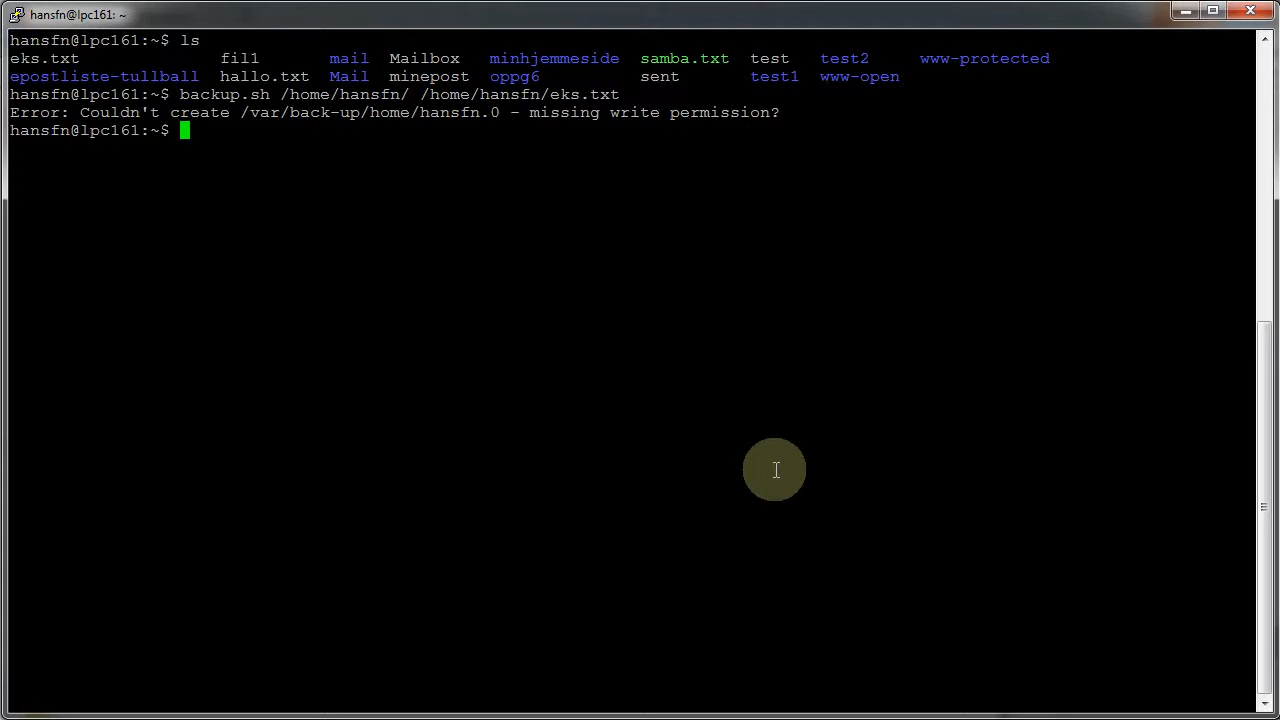 hansfn@lpc161: ~
hansfn@lpc161:~$ ls
eks.txt fill1 mail Mailbox minhjemmeside samba.txt test test2 www-protected
epostliste-tullball hallo.txt Mail minepost oppg6 sent test1 www-open
hansfn@lpc161:~$ backup.sh /home/hansfn/ /home/hansfn/eks.txt
Error: Couldn't create /var/back-up/home/hansfn.0 - missing write permission?
hansfn@lpc161:~$